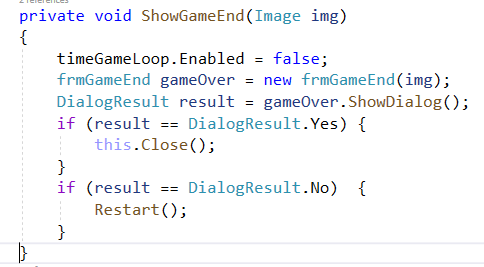 2 references
private void ShowGameEnd(Image img)
{
    timeGameLoop.Enabled = false;
    frmGameEnd gameOver = new frmGameEnd(img);
    DialogResult result = gameOver.ShowDialog();
    if (result == DialogResult.Yes) {
        this.Close();
    }
    if (result == DialogResult.No)  {
        Restart();
    }
}